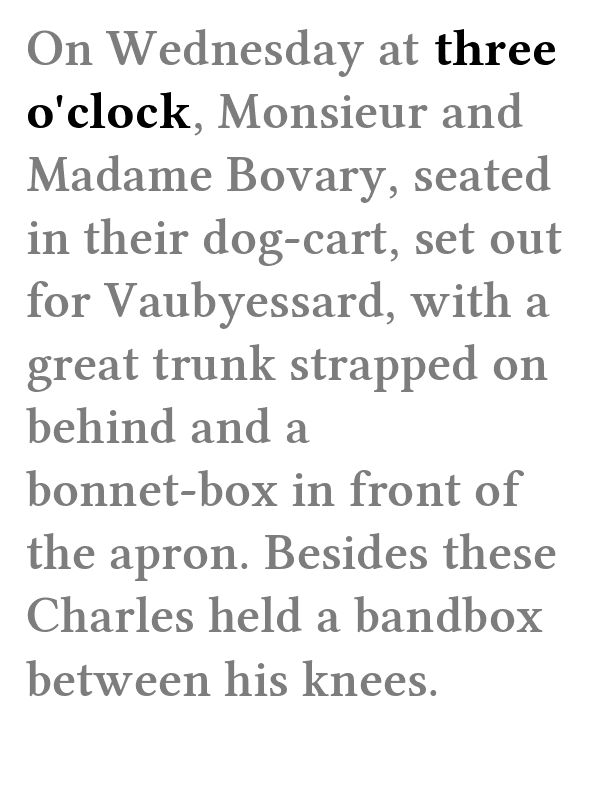 On Wednesday at three
o'clock, Monsieur and
Madame Bovary, seated
in their dog-cart, set out
for Vaubyessard, with a
great trunk strapped on
behind and a
bonnet-box in front of
the apron. Besides these
Charles held a bandbox
between his knees.